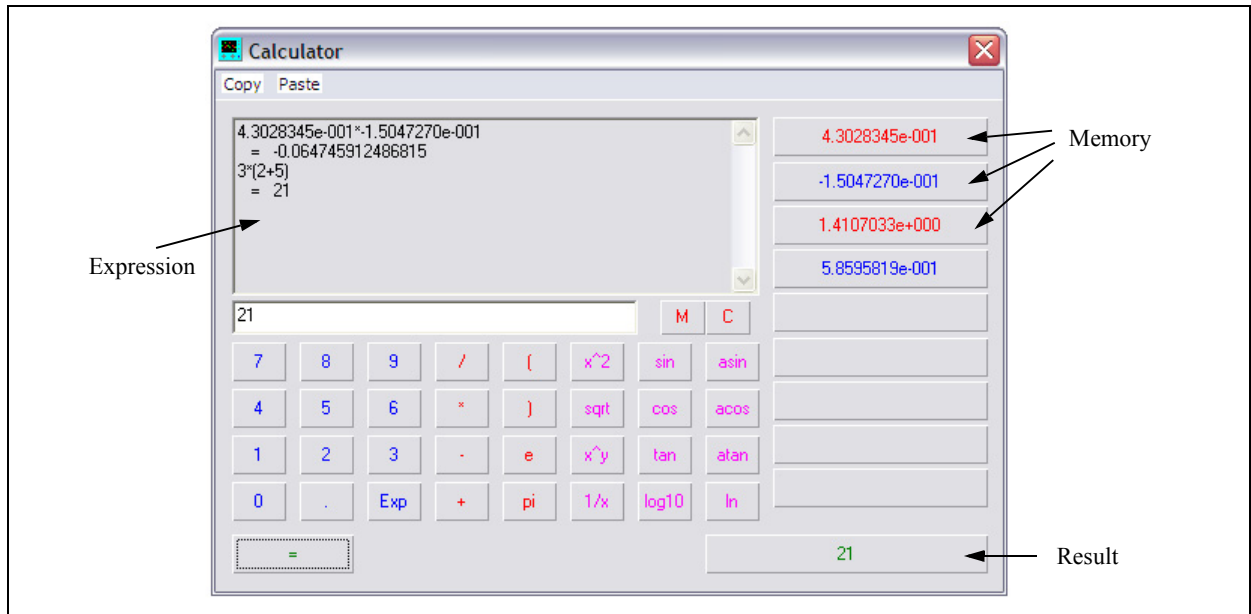 Calculator
Copy Paste
4.3028345e-001*-1.5047270e-001
= -0.064745912486815
3*(2+5)
= 21
4.3028345e-001
-1.5047270e-001
1.4107033e+000
5.8595819e-001
Memory
Expression
21
M C
7 8 9 / ( x^2 sin asin
4 5 6 * ) sqrt cos acos
1 2 3 - e x^y tan atan
0 . Exp + pi 1/x log10 ln
=
21
Result